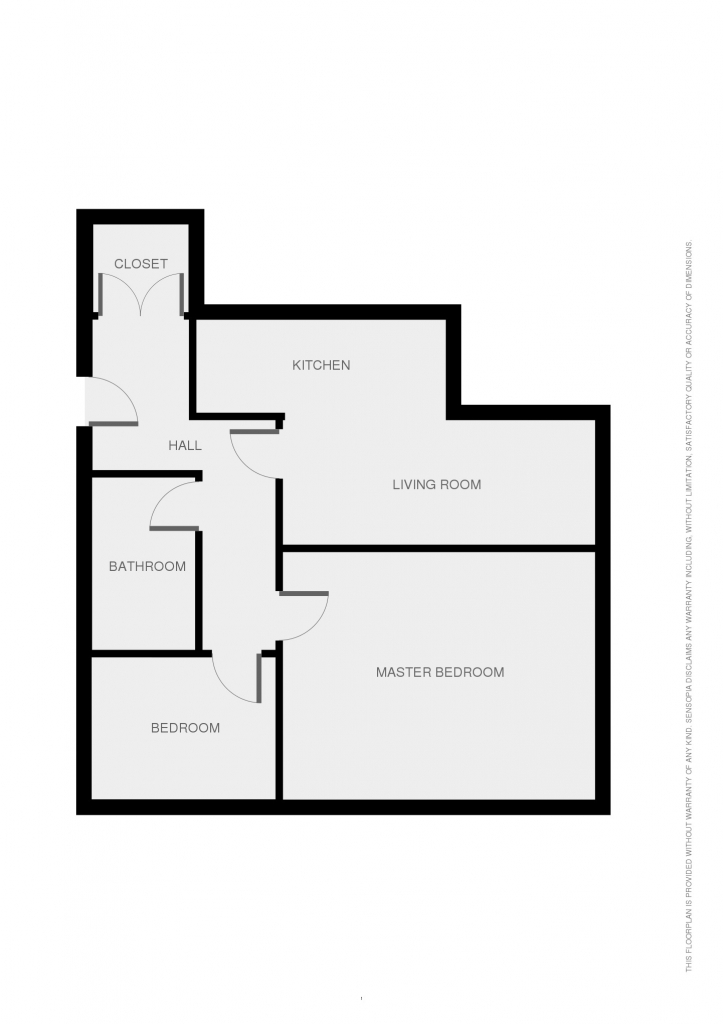 CLOSET
KITCHEN
HALL
LIVING ROOM
BATHROOM
MASTER BEDROOM
BEDROOM
THIS FLOORPLAN IS PROVIDED WITHOUT WARRANTY OF ANY KIND. SENSOPIA DISCLAIMS ANY WARRANTY INCLUDING, WITHOUT LIMITATION, SATISFACTORY QUALITY OR ACCURACY OF DIMENSIONS.